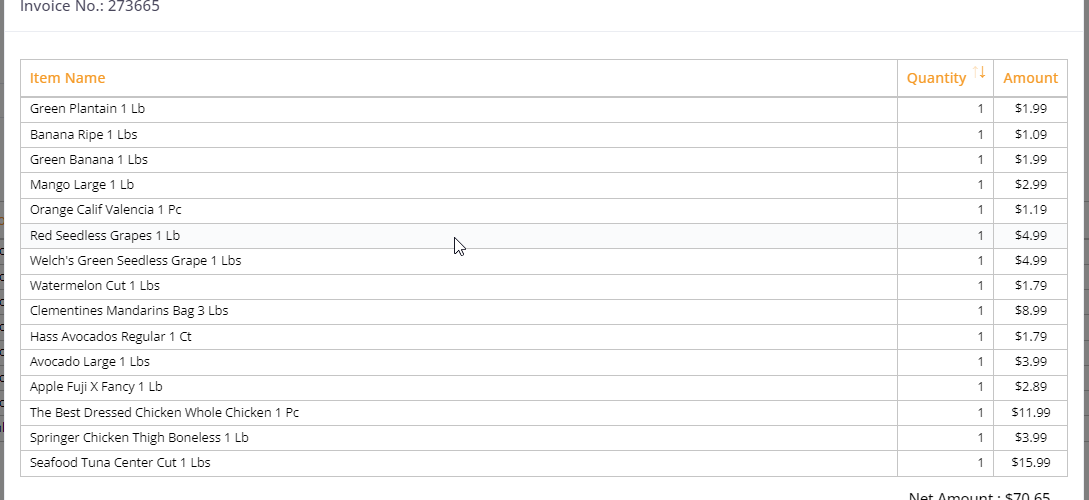 Invoice No.: 273665
Item Name Quantity Amount
Green Plantain 1 Lb 1 $1.99
Banana Ripe 1 Lbs 1 $1.09
Green Banana 1 Lbs 1 $1.99
Mango Large 1 Lb 1 $2.99
Orange Calif Valencia 1 Pc 1 $1.19
Red Seedless Grapes 1 Lb 1 $4.99
Welch's Green Seedless Grape 1 Lbs 1 $4.99
Watermelon Cut 1 Lbs 1 $1.79
Clementines Mandarins Bag 3 Lbs 1 $8.99
Hass Avocados Regular 1 Ct 1 $1.79
Avocado Large 1 Lbs 1 $3.99
Apple Fuji X Fancy 1 Lb 1 $2.89
The Best Dressed Chicken Whole Chicken 1 Pc 1 $11.99
Springer Chicken Thigh Boneless 1 Lb 1 $3.99
Seafood Tuna Center Cut 1 Lbs 1 $15.99
Net Amount : $70.65